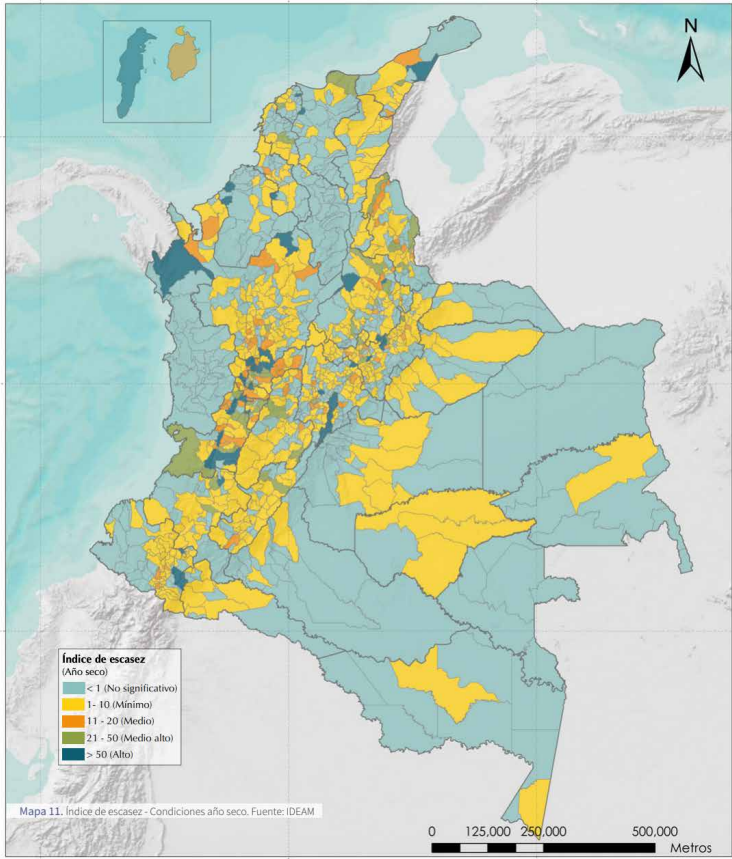 N
Índice de escasez
(Año seco)
< 1 (No significativo)
1- 10 (Mínimo)
11 - 20 (Medio)
21 - 50 (Medio alto)
> 50 (Alto)
Mapa 11. Índice de escasez - Condiciones año seco. Fuente: IDEAM
0 125,000 250,000 500,000
Metros